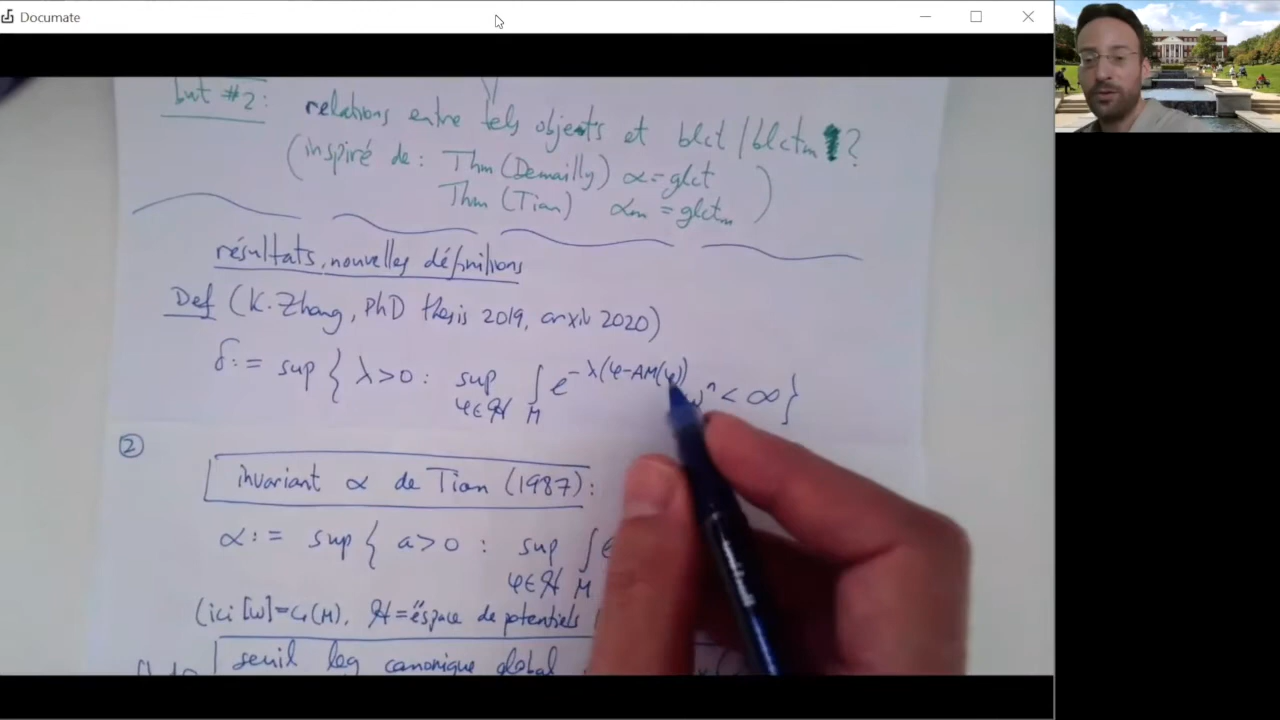 Documate
but #2:
relations entre tels objects et blct/blctm?
(inspiré de: Thm (Demailly) α=glct
Thm (Tian) αm = glctm)
résultats, nouvelles définitions
Def (K. Zhang, PhD thesis 2019, arxiv 2020)
δ := sup { λ>0: sup ∫ e^-λ(φ-AM(φ)) ωⁿ < ∞ }
φ∈H M
②
invariant α de Tian (1987):
α := sup { a>0 : sup ∫ e
φ∈H M
(ici [ω]=c₁(M), H = "espace de potentiels
seuil log canonique global